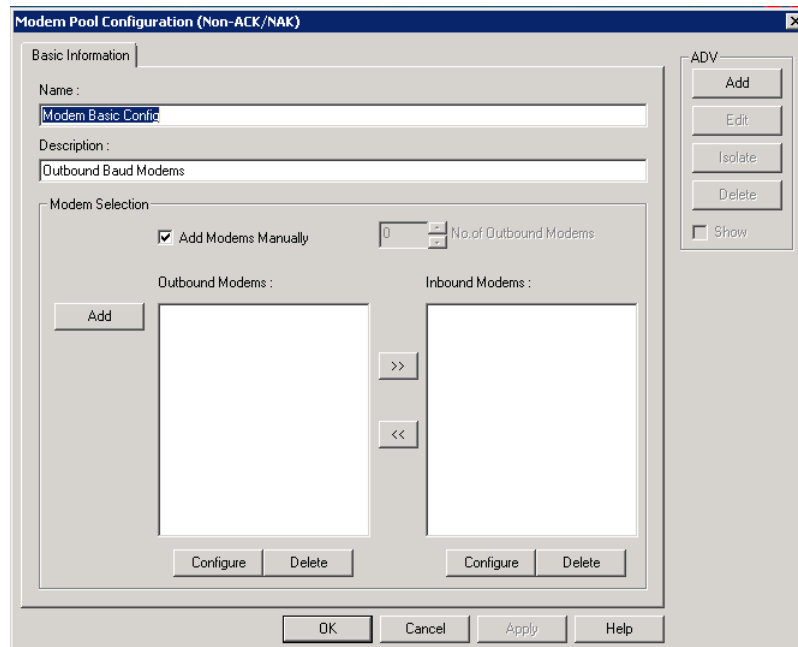 Modem Pool Configuration (Non-ACK/NAK)
Basic Information
Name :
Modem Basic Config
Description :
Outbound Baud Modems
Modem Selection
Add Modems Manually
0
No.of Outbound Modems
Outbound Modems :
Inbound Modems :
Add
>>
<<
Configure
Delete
Configure
Delete
ADV
Add
Edit
Isolate
Delete
Show
OK
Cancel
Apply
Help